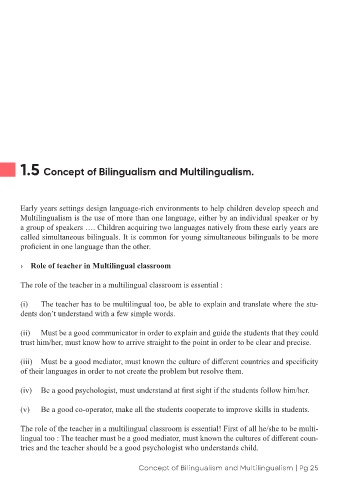 1.5 Concept of Bilingualism and Multilingualism.
Early years settings design language-rich environments to help children develop speech and
Multilingualism is the use of more than one language, either by an individual speaker or by
a group of speakers …. Children acquiring two languages natively from these early years are
called simultaneous bilinguals. It is common for young simultaneous bilinguals to be more
proficient in one language than the other.
› Role of teacher in Multilingual classroom
The role of the teacher in a multilingual classroom is essential :
(i) The teacher has to be multilingual too, be able to explain and translate where the stu-
dents don't understand with a few simple words.
(ii) Must be a good communicator in order to explain and guide the students that they could
trust him/her, must know how to arrive straight to the point in order to be clear and precise.
(iii) Must be a good mediator, must known the culture of different countries and specificity
of their languages in order to not create the problem but resolve them.
(iv) Be a good psychologist, must understand at first sight if the students follow him/her.
(v) Be a good co-operator, make all the students cooperate to improve skills in students.
The role of the teacher in a multilingual classroom is essential! First of all he/she to be multi-
lingual too : The teacher must be a good mediator, must known the cultures of different coun-
tries and the teacher should be a good psychologist who understands child.
Concept of Bilingualism and Multilingualism | Pg 25